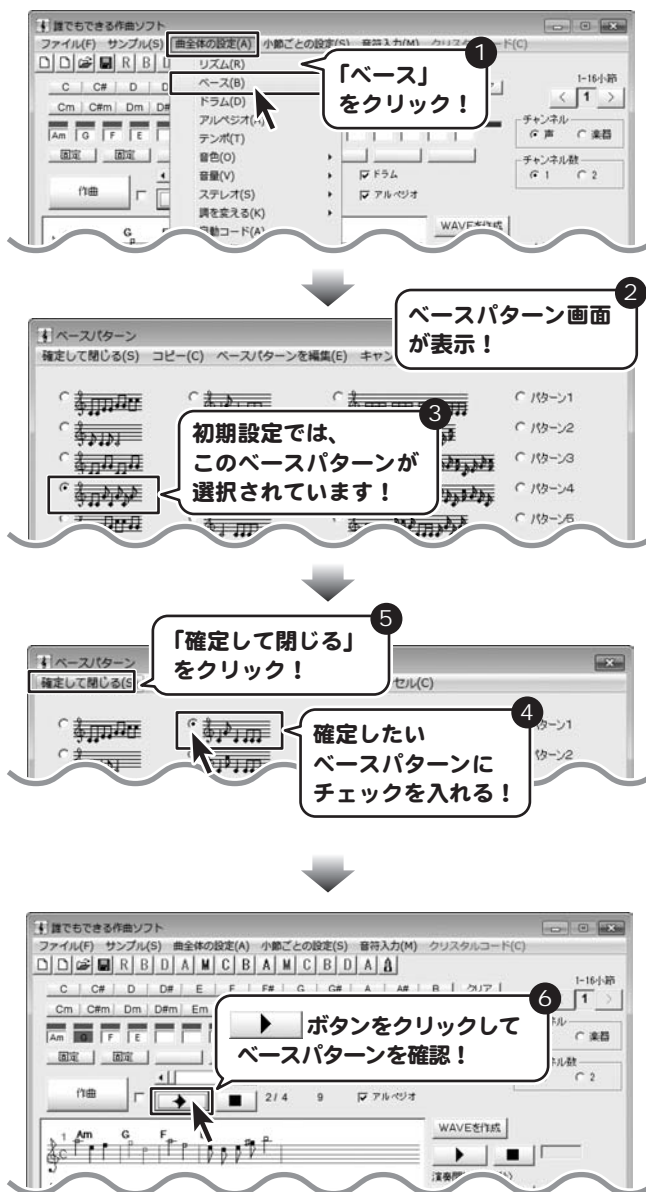 誰でもできる作曲ソフト
ファイル(F) サンプル(S) 曲全体の設定(A) 小節ごとの設定(S) 音符入力(M)
リズム(R)
ベース(B)
ドラム(D)
アルペジオ
テンポ(T)
音色(O)
音量(V)
ステレオ(S)
調を変える(K)
自動コード(A)
R B
C C# D
Cm C#m Dm D#
Am G F E
固定 固定
作曲
G
ドラム
アルペジオ
WAVEを作成
1-16小節
< 1 >
チャンネル
声 楽器
チャンネル数
1 2
1
「ベース」
をクリック!
2
ベースパターン画面
が表示!
ベースパターン
確定して閉じる(S) コピー(C) ベースパターンを編集(E)
パターン1
パターン2
パターン3
パターン4
パターン5
3
初期設定では、
このベースパターンが
選択されています!
5
「確定して閉じる」
をクリック!
ベースパターン
確定して閉じる(S
セル(C)
ターン1
パターン2
4
確定したい
ベースパターンに
チェックを入れる!
誰でもできる作曲ソフト
ファイル(F) サンプル(S) 曲全体の設定(A) 小節ごとの設定(S) 音符入力(M) クリスタルコード(C)
R B D A M C B A M C B D A
C C# D D# E F F# G G# A A# B クリア
Cm C#m Dm D#m Em
Am G F E
固定 固定
1-16小節
1 >
楽器
ネル数
2
6
ボタンをクリックして
ベースパターンを確認!
作曲
2/4 9 アルペジオ
1 Am G F
WAVEを作成